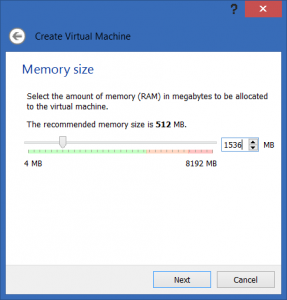 ?
Create Virtual Machine
Memory size
Select the amount of memory (RAM) in megabytes to be allocated
to the virtual machine.
The recommended memory size is 512 MB.
1536 MB
4 MB 8192 MB
Next Cancel